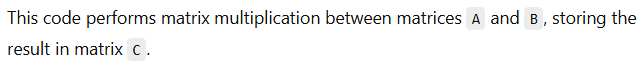 This code performs matrix multiplication between matrices A and B, storing the
result in matrix C.